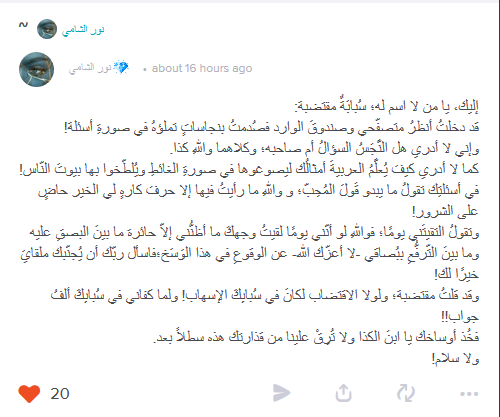 ~ نور الشامي
نور الشامي 💎 • about 16 hours ago
إليك، يا من لا اسم له؛ سُبابَةٌ مقتضبة:
قد دخلتُ أنظرُ متصفّحي وصندوقَ الوارد فصُدمتُ بنجاساتٍ تملؤهُ في صورةِ أسئلة!
وإني لا أدري هل النَّجَسُ السؤالُ أم صاحبه؛ وكلاهما واللهِ كذا.
كما لا أدري كيفَ يُعلَّمُ العربيةَ أمثالُك ليصوغوها في صورةِ الغائطِ ويُلطّخوا بها بيوتَ النّاس!
في أسئلتِك تقولُ ما يبدو قَولَ المُحِبّ؛ و واللهِ ما رأيتُ فيها إلا حرفَ كارهٍ لي الخير حاضٍ
على الشرور!
وتقولُ التقيتَني يومًا؛ فواللهِ لو أنّني يومًا لقيتُ وجهكَ ما أظنُّني إلاّ حائرة ما بينَ البصقِ عليه
وما بينَ التّرفُّعِ ببُصاقي -لا أعزّكَ الله- عن الوقوعِ في هذا الوَسَخ،فاسأل ربّك أن يُجنّبك ملقايَ
خيرًا لك!
وقد قلتُ مقتضبة؛ ولولا الاقتضاب لكانَ في سُبابِكَ الإسهاب! ولما كفاني في سُبابِكَ ألفُ
جواب!!
فخُذ أوساخك يا ابنَ الكذا ولا تُرِقْ علينا من قذارتك هذه سطلاً بعد.
ولا سلام!
20